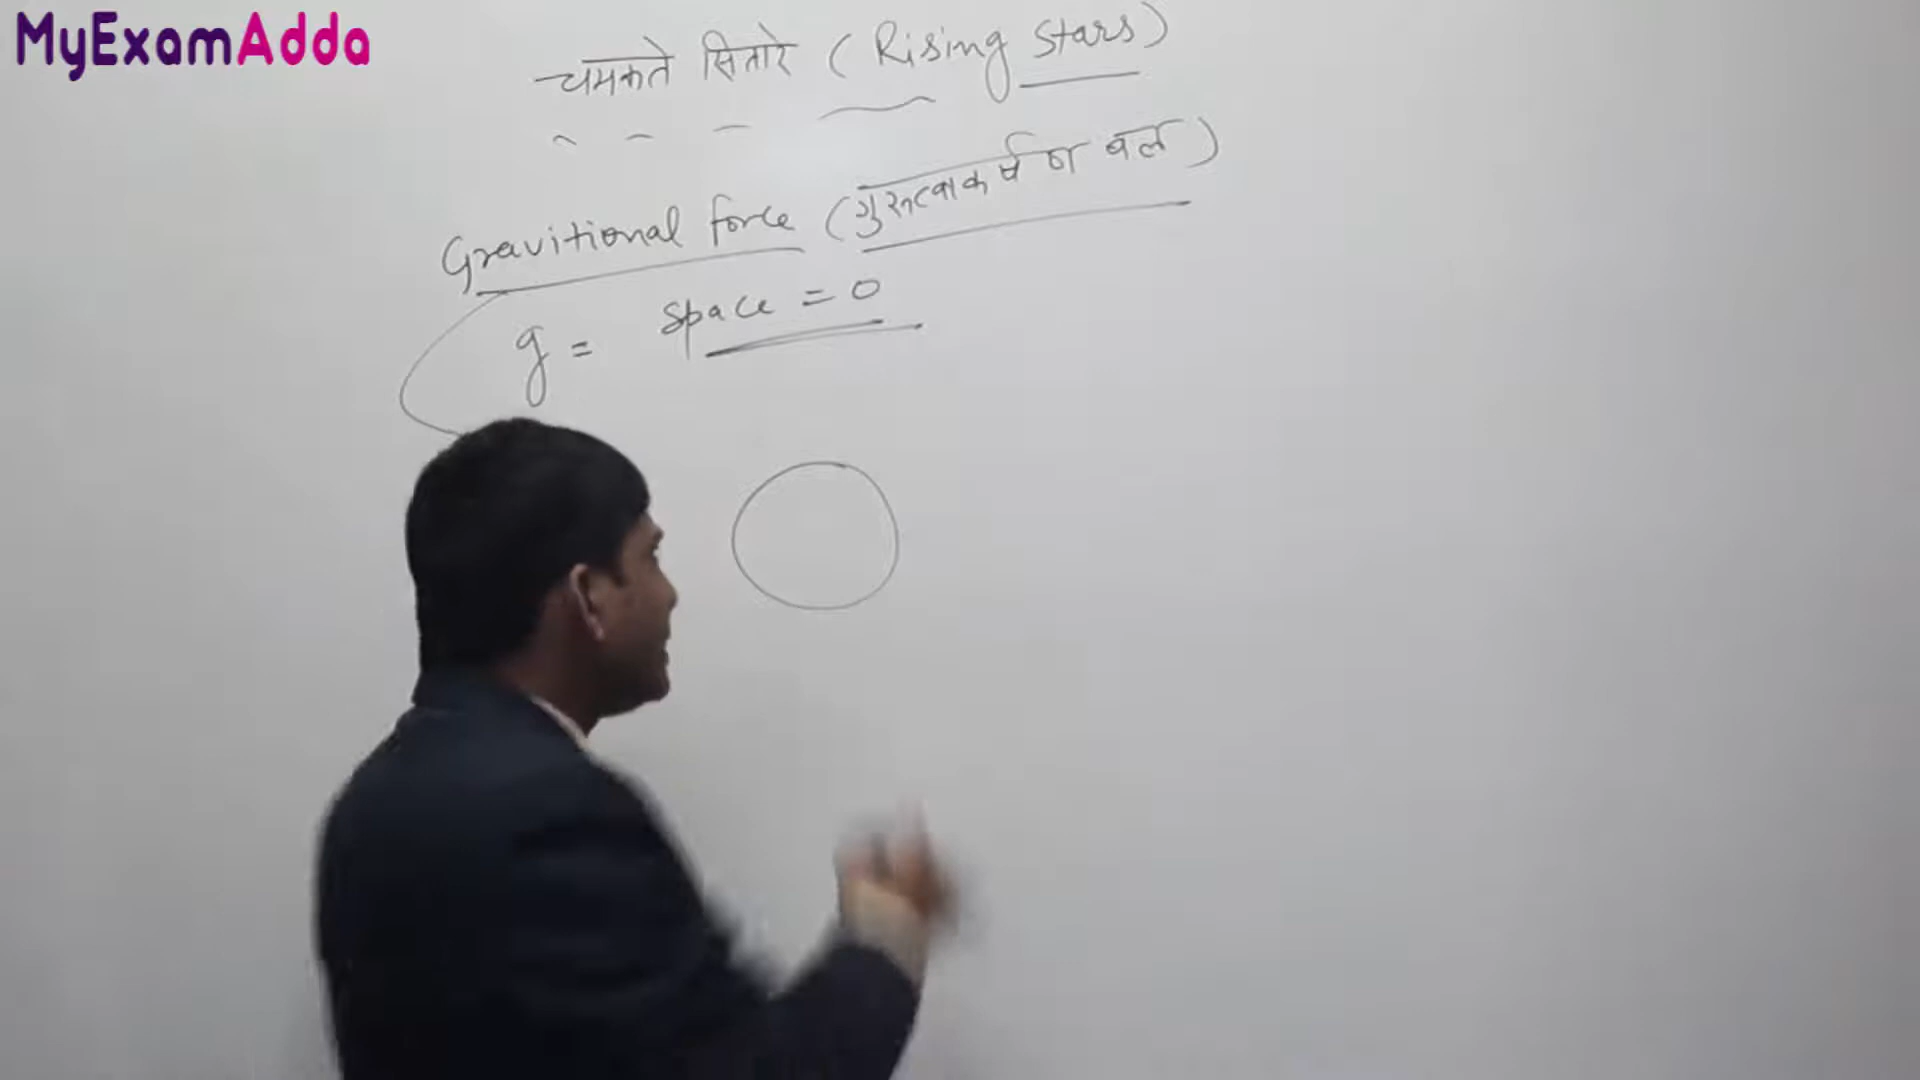 MyExamAdda
चमकते सितारे ( Rising Stars )
Gravitional force ( गुरुत्वाकर्षण बल )
g = space = 0